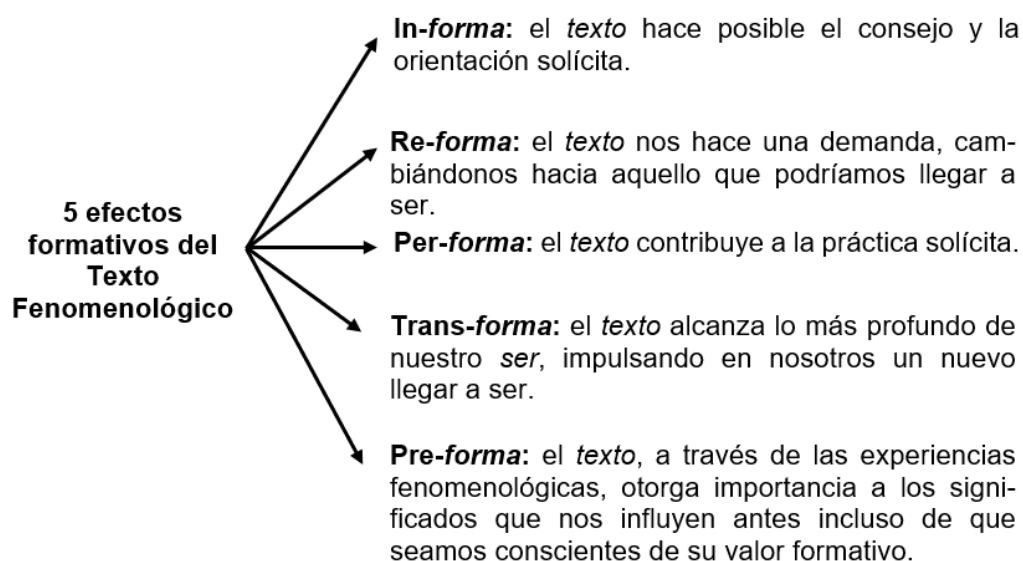 5 efectos
formativos del
Texto
Fenomenológico
In-forma: el texto hace posible el consejo y la
orientación solícita.
Re-forma: el texto nos hace una demanda, cam-
biándonos hacia aquello que podríamos llegar a
ser.
Per-forma: el texto contribuye a la práctica solícita.
Trans-forma: el texto alcanza lo más profundo de
nuestro ser, impulsando en nosotros un nuevo
llegar a ser.
Pre-forma: el texto, a través de las experiencias
fenomenológicas, otorga importancia a los signi-
ficados que nos influyen antes incluso de que
seamos conscientes de su valor formativo.